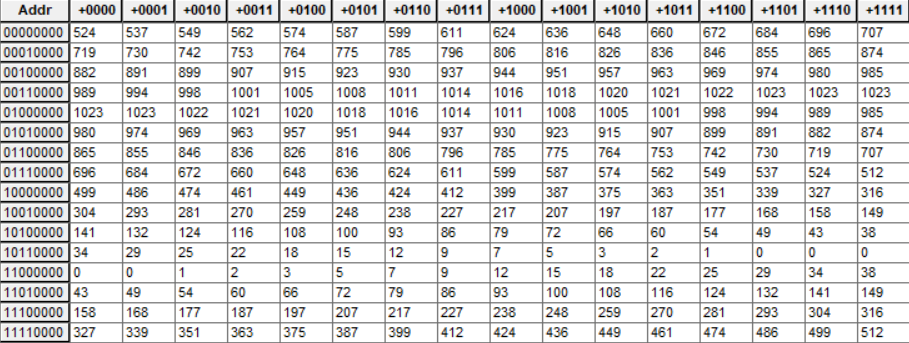 Addr +0000 +0001 +0010 +0011 +0100 +0101 +0110 +0111 +1000 +1001 +1010 +1011 +1100 +1101 +1110 +1111
00000000 524 537 549 562 574 587 599 611 624 636 648 660 672 684 696 707
00010000 719 730 742 753 764 775 785 796 806 816 826 836 846 855 865 874
00100000 882 891 899 907 915 923 930 937 944 951 957 963 969 974 980 985
00110000 989 994 998 1001 1005 1008 1011 1014 1016 1018 1020 1021 1022 1023 1023 1023
01000000 1023 1023 1022 1021 1020 1018 1016 1014 1011 1008 1005 1001 998 994 989 985
01010000 980 974 969 963 957 951 944 937 930 923 915 907 899 891 882 874
01100000 865 855 846 836 826 816 806 796 785 775 764 753 742 730 719 707
01110000 696 684 672 660 648 636 624 611 599 587 574 562 549 537 524 512
10000000 499 486 474 461 449 436 424 412 399 387 375 363 351 339 327 316
10010000 304 293 281 270 259 248 238 227 217 207 197 187 177 168 158 149
10100000 141 132 124 116 108 100 93 86 79 72 66 60 54 49 43 38
10110000 34 29 25 22 18 15 12 9 7 5 3 2 1 0 0 0
11000000 0 0 1 2 3 5 7 9 12 15 18 22 25 29 34 38
11010000 43 49 54 60 66 72 79 86 93 100 108 116 124 132 141 149
11100000 158 168 177 187 197 207 217 227 238 248 259 270 281 293 304 316
11110000 327 339 351 363 375 387 399 412 424 436 449 461 474 486 499 512